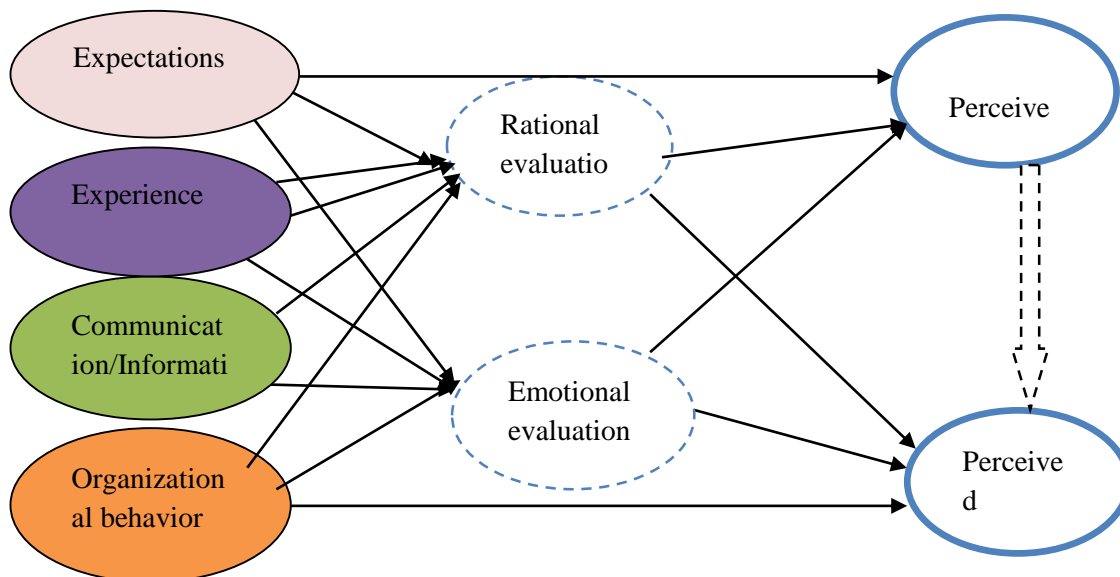 Expectations
Experience
Communicat
ion/Informati
Organization
al behavior
Rational
evaluatio
Emotional
evaluation
Perceive
Perceive
d